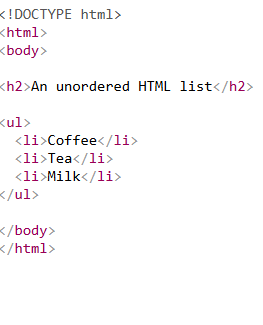 <!DOCTYPE html>
<html>
<body>
<h2>An unordered HTML list</h2>
<ul>
<li>Coffee</li>
<li>Tea</li>
<li>Milk</li>
</ul>
</body>
</html>